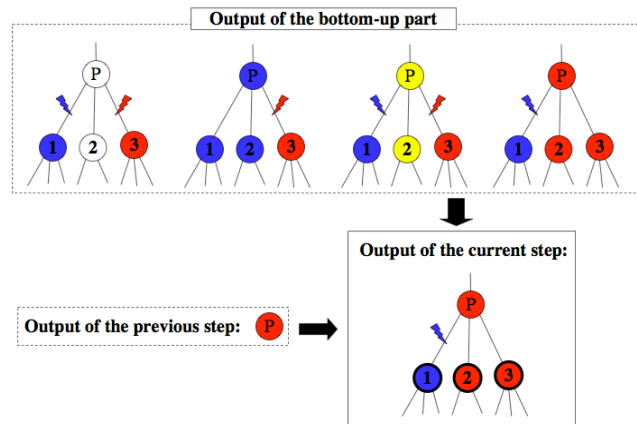 Output of the bottom-up part
P P P P
1 2 3 1 2 3 1 2 3 1 2 3
Output of the current step:
P
Output of the previous step: P
1 2 3